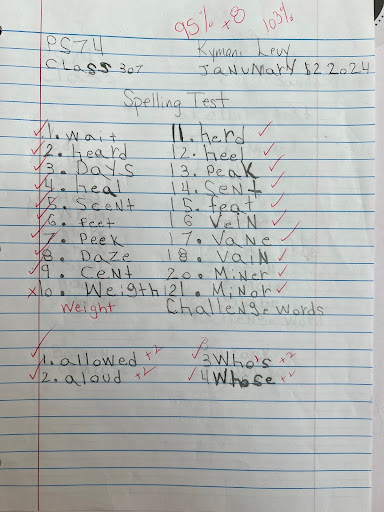 95% +8 103%
PS74 Kymani Levy
CLASS 307 JANUMARY 22 2024
Spelling Test
1. wait 11. herd
2. heard 12. heel
3. DAYS 13. PEAK
4. heal 14. SENT
5. SCENT 15. feat
6. feet 16 VEIN
7. PEEK 17. VANE
8. DAZE 18. VAIN
9. CENT 20. MINER
10. Weigth 21. MINOR
Weight Challenge words
1. allowed +2 3 Who's +2
2. aloud +2 4 Whose +2